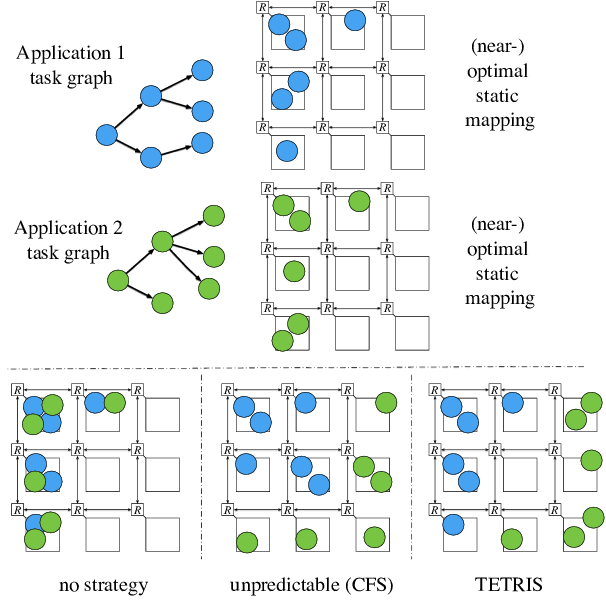 Application 1
task graph
R R R
R R R
R R R
(near-)
optimal
static
mapping
Application 2
task graph
R R R
R R R
R R R
(near-)
optimal
static
mapping
R R R R R R R R R
R R R R R R R R R
R R R R R R R R R
no strategy unpredictable (CFS) TETRIS